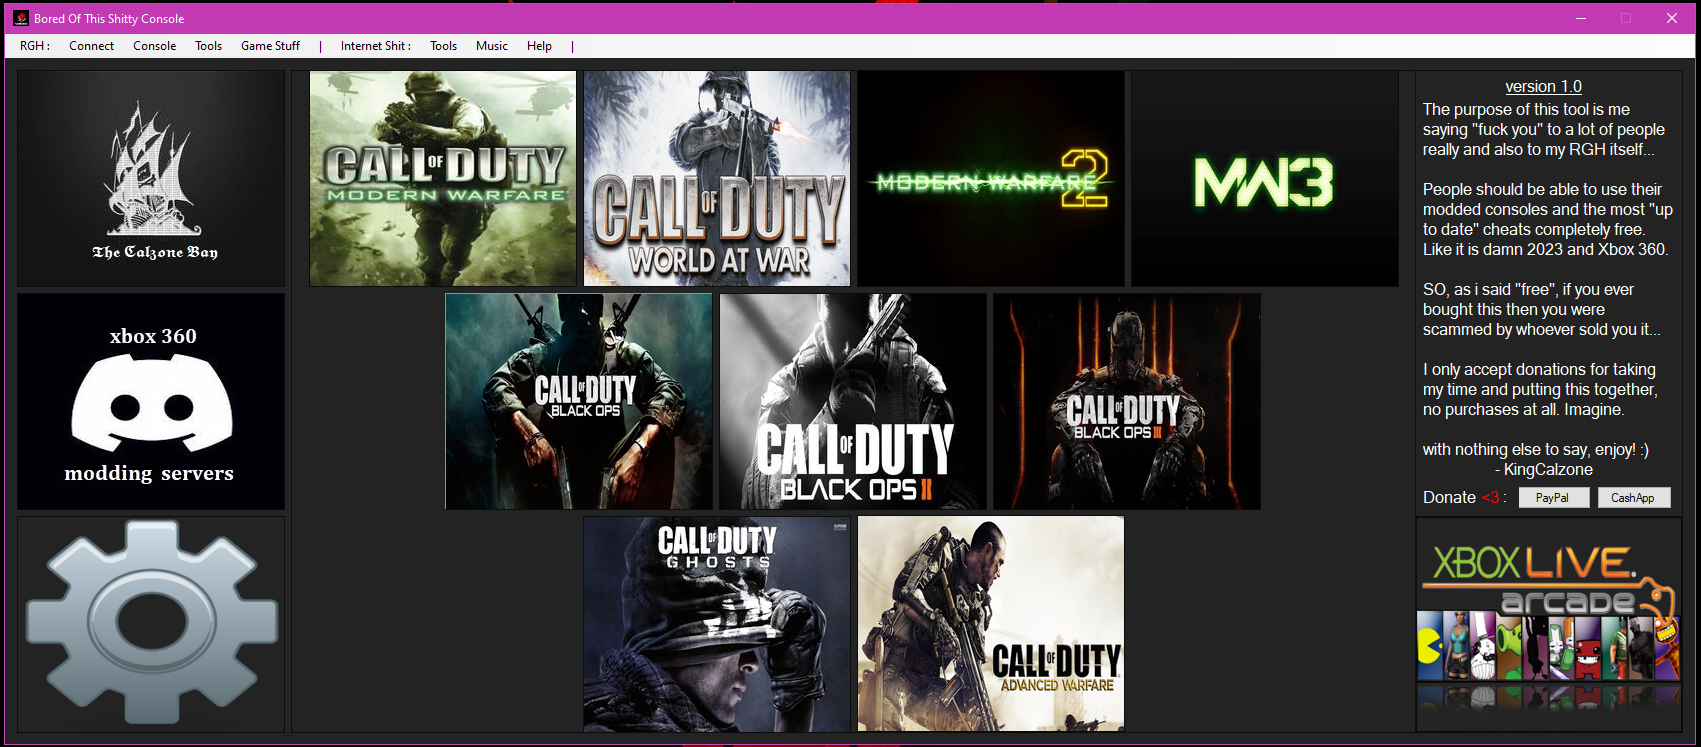 Bored Of This Shitty Console
RGH : Connect Console Tools Game Stuff | Internet Shit : Tools Music Help |
The Calzone Bay
CALL OF DUTY
MODERN WARFARE
CALL OF DUTY
WORLD AT WAR
MODERN WARFARE 2
MW3
version 1.0
The purpose of this tool is me
saying "fuck you" to a lot of people
really and also to my RGH itself...
People should be able to use their
modded consoles and the most "up
to date" cheats completely free.
Like it is damn 2023 and Xbox 360.
SO, as i said "free", if you ever
bought this then you were
scammed by whoever sold you it...
I only accept donations for taking
my time and putting this together,
no purchases at all. Imagine.
with nothing else to say, enjoy! :)
- KingCalzone
Donate <3 : PayPal CashApp
xbox 360
modding servers
CALL OF DUTY
BLACK OPS
CALL OF DUTY
BLACK OPS II
CALL OF DUTY
BLACK OPS III
CALL OF DUTY
GHOSTS
CALL OF DUTY
ADVANCED WARFARE
XBOX LIVE.
arcade